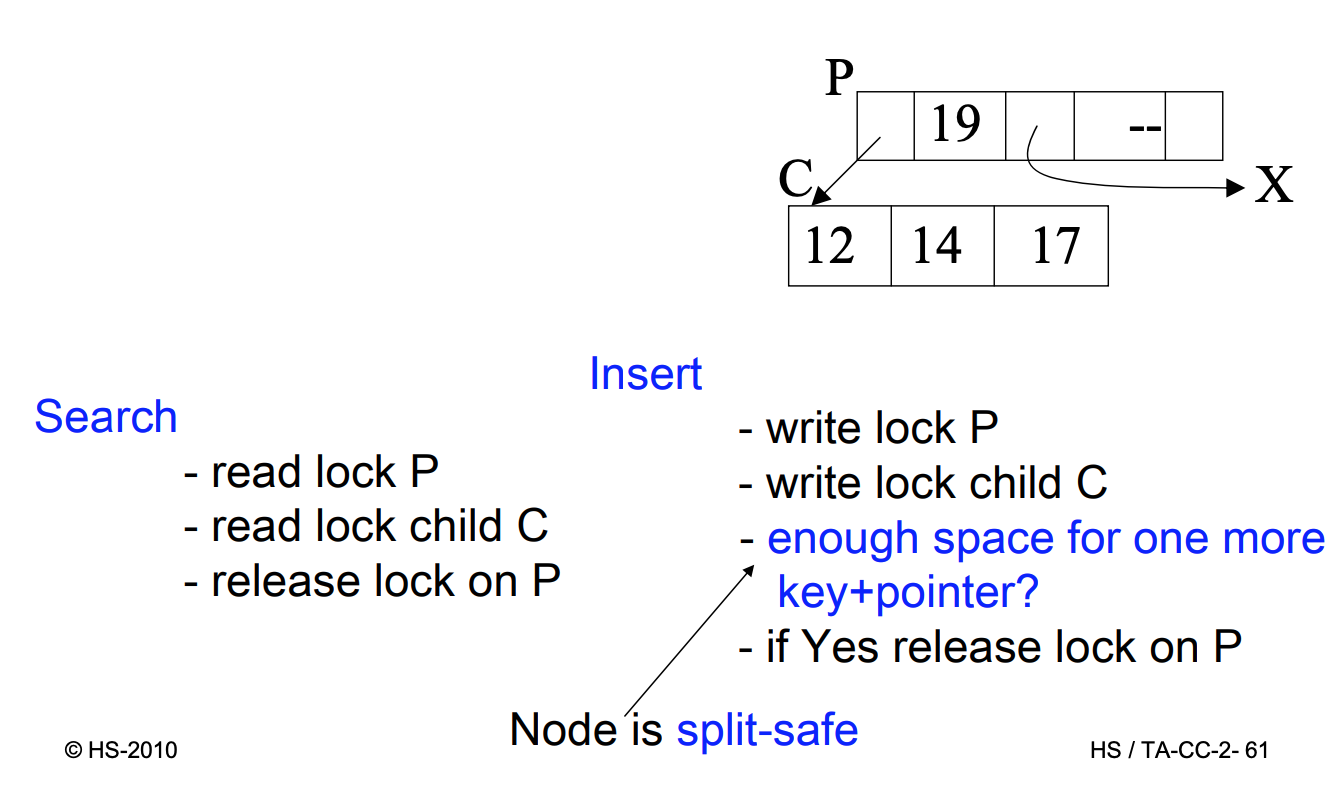 P
19 --
C
X
12 14 17
Insert
Search
- read lock P
- read lock child C
- release lock on P
- write lock P
- write lock child C
- enough space for one more
key+pointer?
- if Yes release lock on P
Node is split-safe
© HS-2010
HS / TA-CC-2- 61